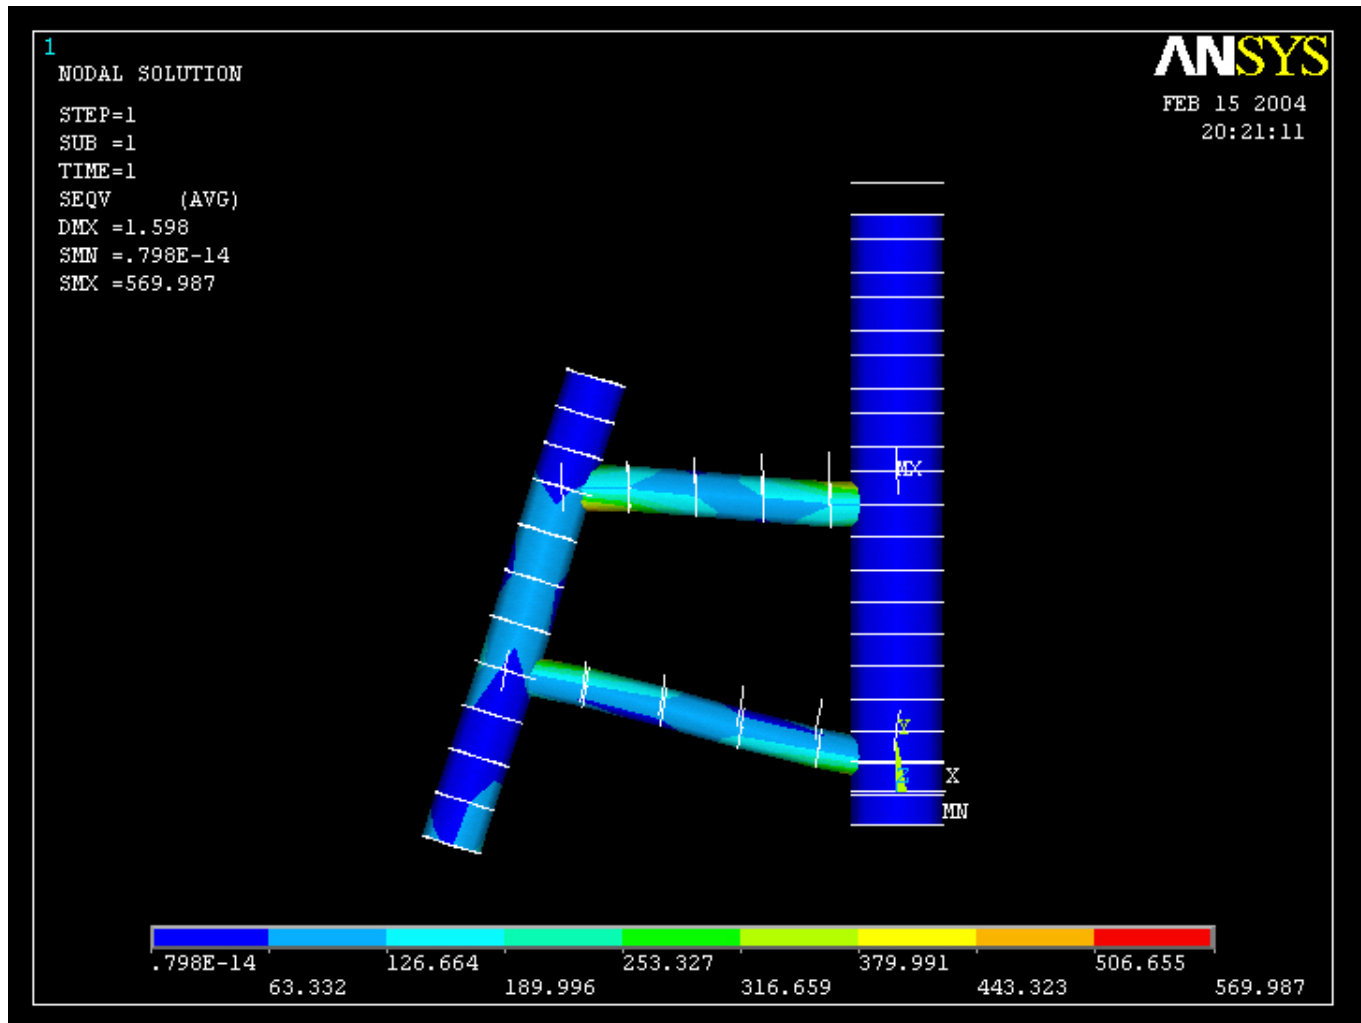 1
NODAL SOLUTION
STEP=1
SUB =1
TIME=1
SEQV (AVG)
DMX =1.598
SMN =.798E-14
SMX =569.987
ANSYS
FEB 15 2004
20:21:11
MX
Y
Z
X
MN
.798E-14 126.664 253.327 379.991 506.655
63.332 189.996 316.659 443.323 569.987